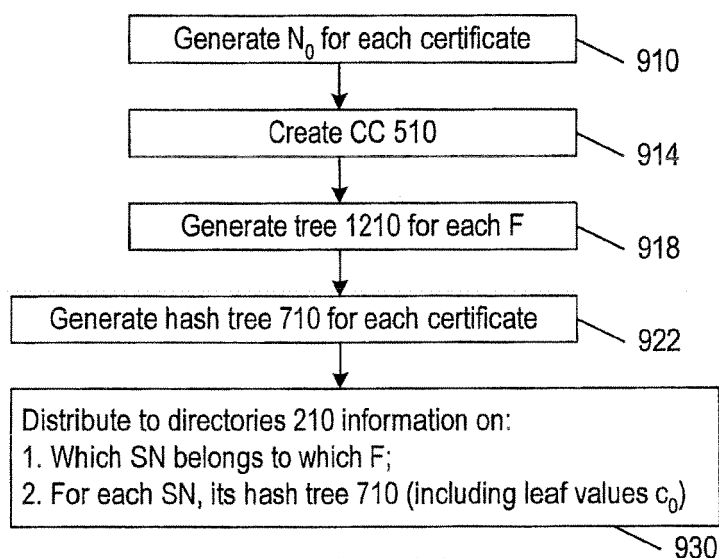 Generate N₀ for each certificate
910
Create CC 510
914
Generate tree 1210 for each F
918
Generate hash tree 710 for each certificate
922
Distribute to directories 210 information on:
1. Which SN belongs to which F;
2. For each SN, its hash tree 710 (including leaf values c₀)
930